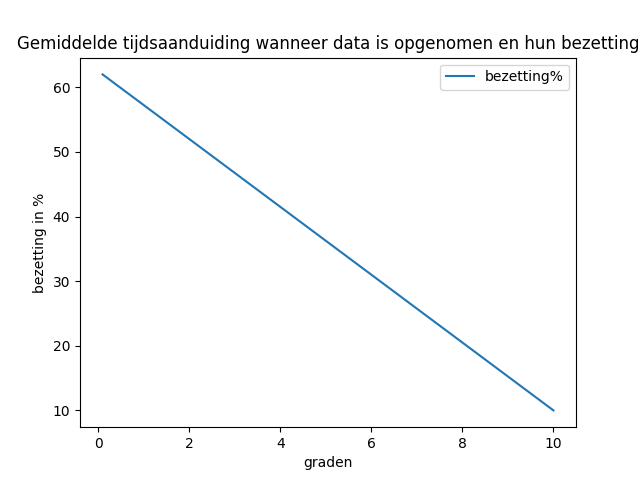 Gemiddelde tijdsaanduiding wanneer data is opgenomen en hun bezetting
bezetting%
bezetting in %
60
50
40
30
20
10
0 2 4 6 8 10
graden